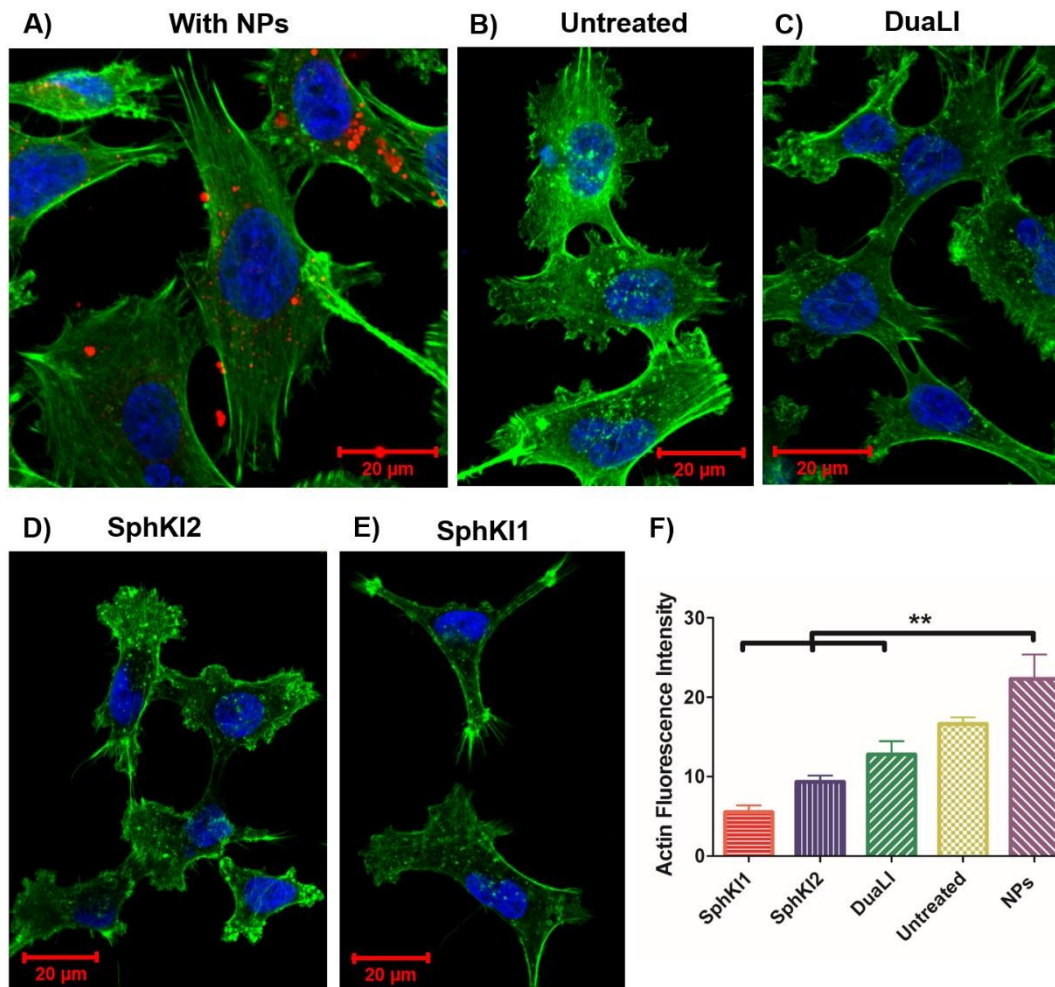 A) With NPs
B) Untreated
C) DuaLI
20 µm
20 µm
20 µm
D) SphKI2
E) SphKI1
20 µm
20 µm
F)
Actin Fluorescence Intensity
30
20
10
0
**
SphKI1
SphKI2
DuaLI
Untreated
NPs